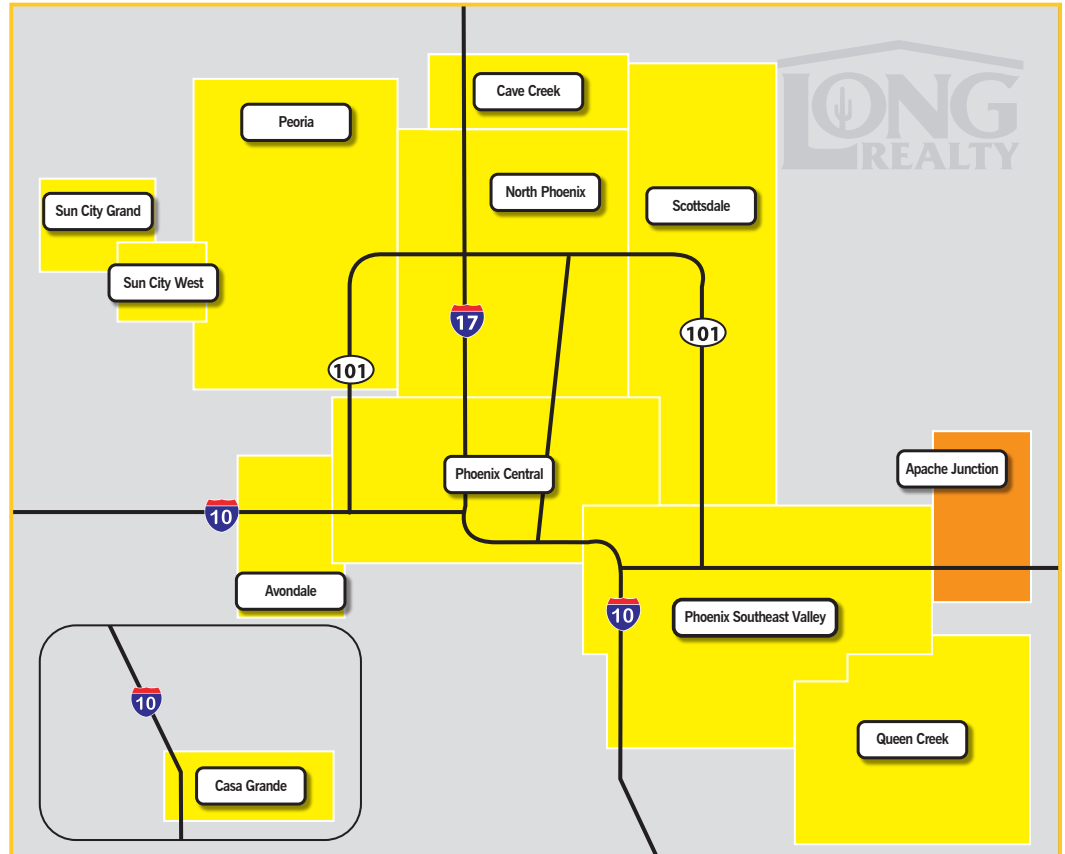 LONG
REALTY
Cave Creek
Peoria
North Phoenix
Scottsdale
Sun City Grand
Sun City West
17
101
101
Phoenix Central
Apache Junction
10
Avondale
10
Phoenix Southeast Valley
10
Queen Creek
Casa Grande